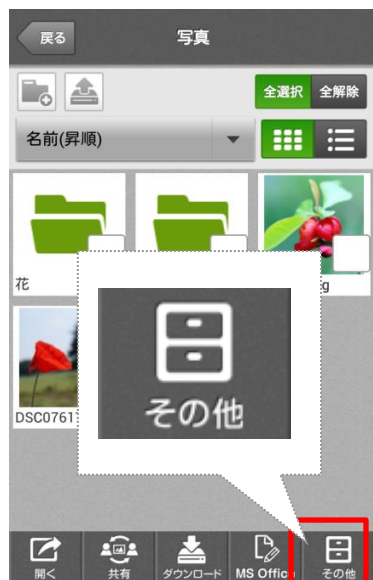 戻る
写真
全選択 全解除
名前(昇順)
花
g
DSC0761
その他
開く 共有 ダウンロード MS Offic その他